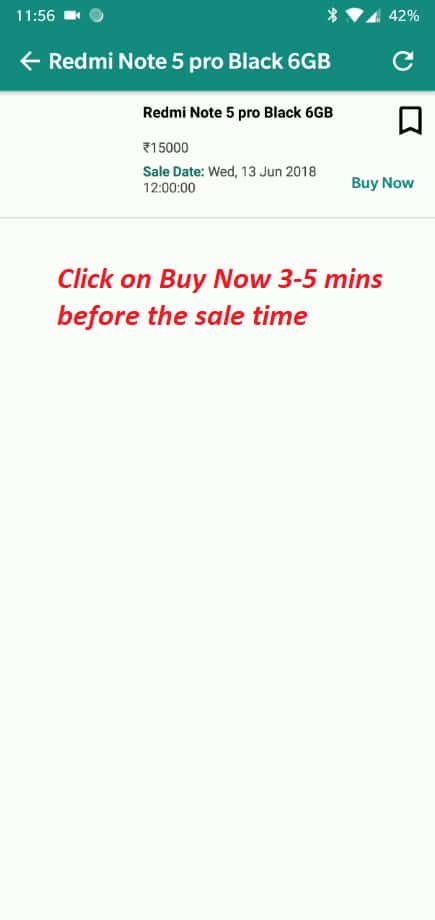 11:56 42%
Redmi Note 5 pro Black 6GB
Redmi Note 5 pro Black 6GB
₹15000
Sale Date: Wed, 13 Jun 2018
12:00:00
Buy Now
Click on Buy Now 3-5 mins
before the sale time